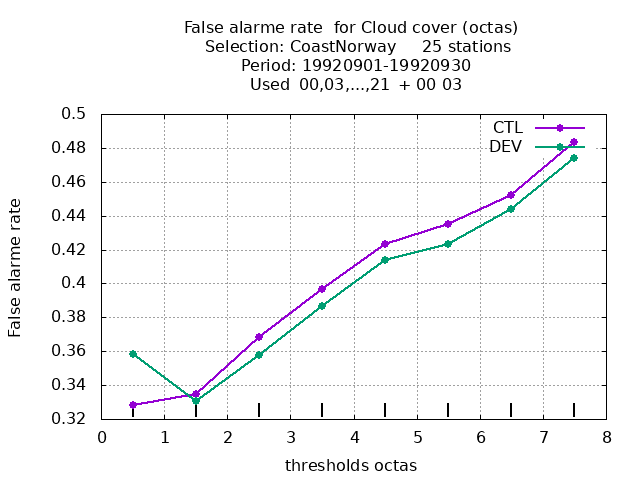 False alarme rate  for Cloud cover (octas)
Selection: CoastNorway     25 stations
Period: 19920901-19920930
Used  00,03,...,21  + 00 03
CTL
DEV
False alarme rate
0.5
0.48
0.46
0.44
0.42
0.4
0.38
0.36
0.34
0.32
0 1 2 3 4 5 6 7 8
thresholds octas